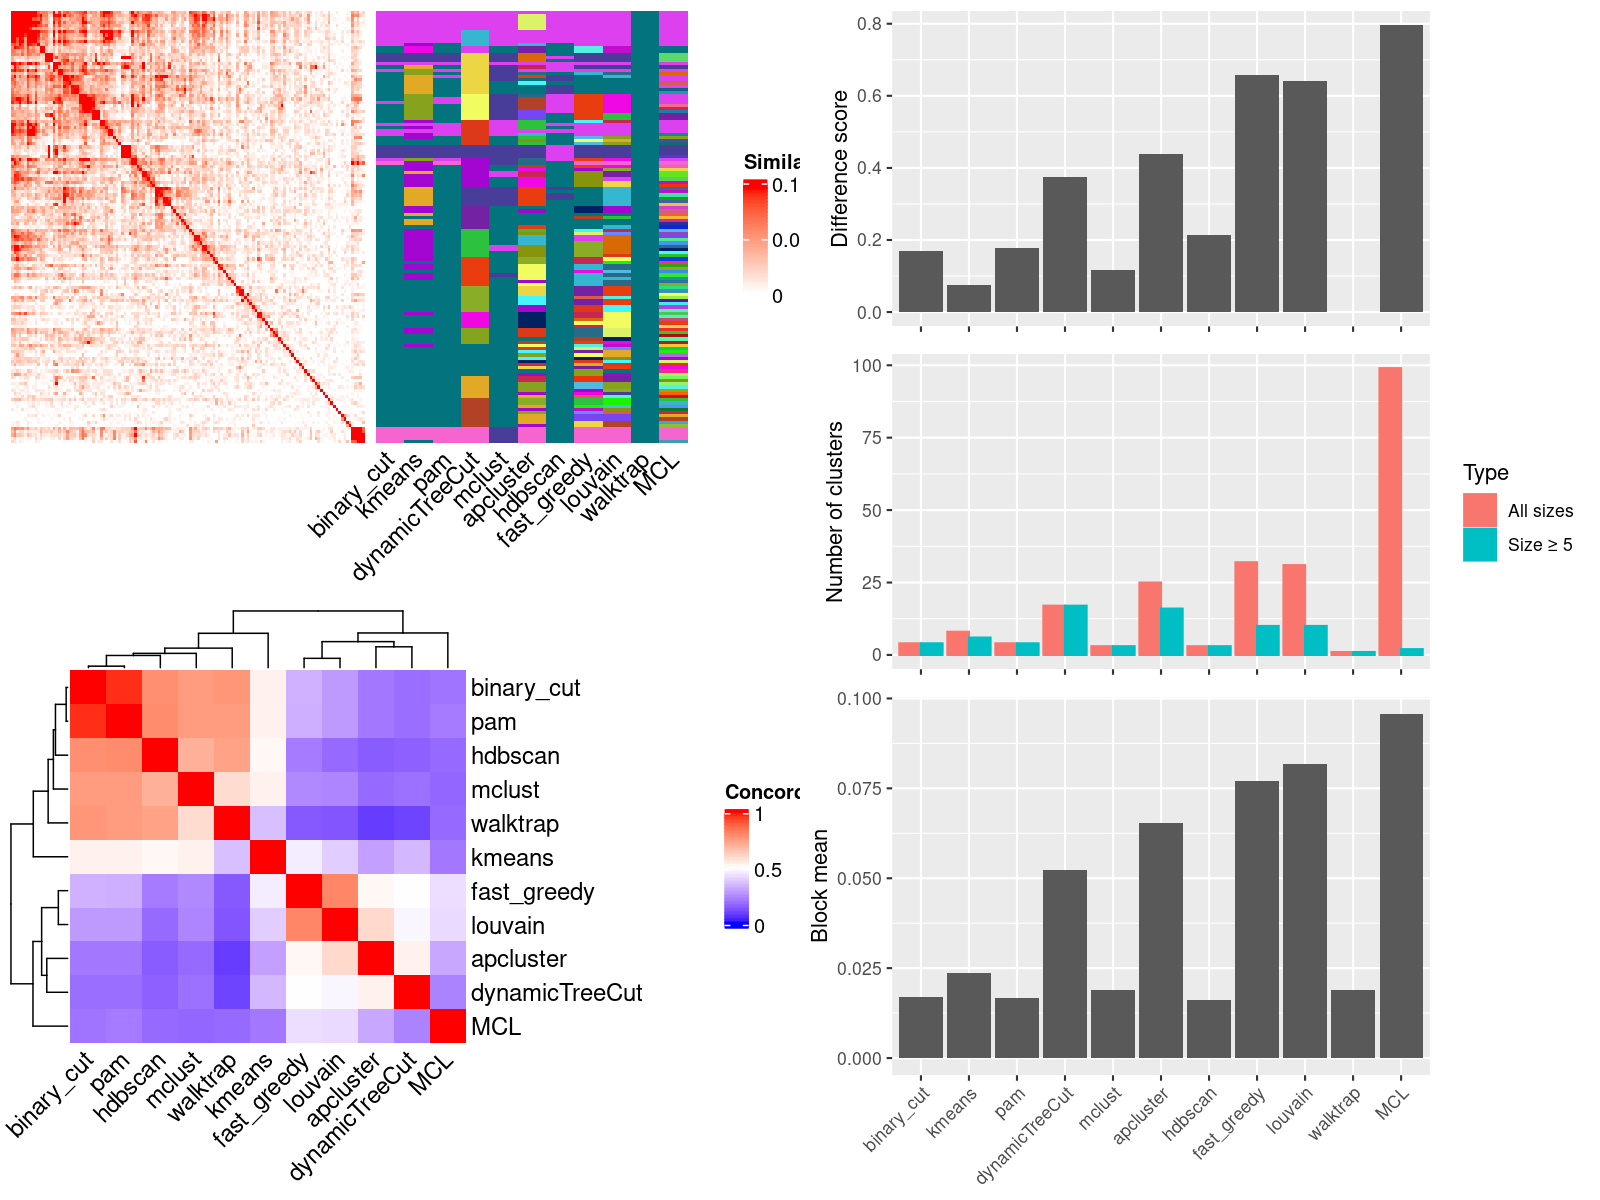 Simila
0.1
0.0
0
binary_cut
kmeans
pam
dynamicTreeCut
mclust
apcluster
hdbscan
fast_greedy
louvain
walktrap
MCL
binary_cut
pam
hdbscan
mclust
walktrap
kmeans
fast_greedy
louvain
apcluster
dynamicTreeCut
MCL
Concord
1
0.5
0
binary_cut
pam
hdbscan
mclust
walktrap
kmeans
fast_greedy
louvain
apcluster
dynamicTreeCut
MCL
Difference score
0.8
0.6
0.4
0.2
0.0
Number of clusters
100
75
50
25
0
Type
All sizes
Size ≥ 5
Block mean
0.100
0.075
0.050
0.025
0.000
binary_cut
kmeans
pam
dynamicTreeCut
mclust
apcluster
hdbscan
fast_greedy
louvain
walktrap
MCL